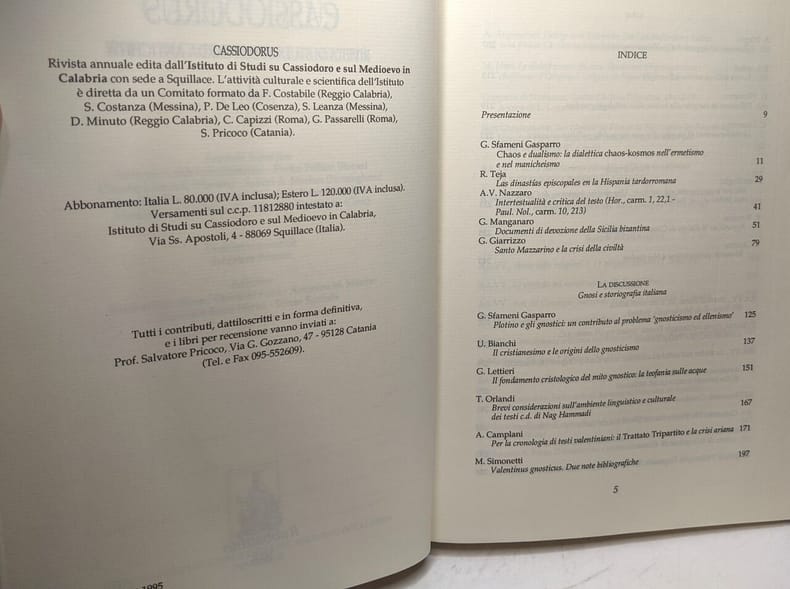 CASSIODORUS
Rivista annuale edita dall'Istituto di Studi su Cassiodoro e sul Medioevo in
Calabria con sede a Squillace. L'attività culturale e scientifica dell'Istituto
è diretta da un Comitato formato da F. Costabile (Reggio Calabria),
S. Costanza (Messina), P. De Leo (Cosenza), S. Leanza (Messina),
D. Minuto (Reggio Calabria), C. Capizzi (Roma), G. Passarelli (Roma),
S. Pricoco (Catania).
Abbonamento: Italia L. 80.000 (IVA inclusa); Estero L. 120.000 (IVA inclusa).
Versamenti sul c.c.p. 11812880 intestato a:
Istituto di Studi su Cassiodoro e sul Medioevo in Calabria,
Via Ss. Apostoli, 4 - 88069 Squillace (Italia).
Tutti i contributi, dattiloscritti e in forma definitiva,
e i libri per recensione vanno inviati a:
Prof. Salvatore Pricoco, Via G. Gozzano, 47 - 95128 Catania
(Tel. e Fax 095-552609).
1995
INDICE
Presentazione 9
G. Sfameni Gasparro
Chaos e dualismo: la dialettica chaos-kosmos nell'ermetismo
e nel manicheismo 11
R. Teja
Las dinastías episcopales en la Hispania tardorromana 29
A.V. Nazzaro
Intertestualità e critica del testo (Hor., carm. 1, 22,1 -
Paul. Nol., carm. 10, 213) 41
G. Manganaro
Documenti di devozione della Sicilia bizantina 51
G. Giarrizzo
Santo Mazzarino e la crisi della civiltà 79
LA DISCUSSIONE
Gnosi e storiografia italiana
G. Sfameni Gasparro
Plotino e gli gnostici: un contributo al problema 'gnosticismo ed ellenismo' 125
U. Bianchi
Il cristianesimo e le origini dello gnosticismo 137
G. Lettieri
Il fondamento cristologico del mito gnostico: la teofania sulle acque 151
T. Orlandi
Brevi considerazioni sull'ambiente linguistico e culturale
dei testi c.d. di Nag Hammadi 167
A. Camplani
Per la cronologia di testi valentiniani: il Trattato Tripartito e la crisi ariana 171
M. Simonetti
Valentinus gnosticus. Due note bibliografiche 197
5